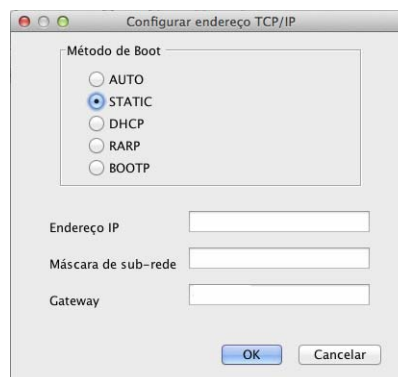 Configurar endereço TCP/IP
Método de Boot
AUTO
STATIC
DHCP
RARP
BOOTP
Endereço IP
Máscara de sub-rede
Gateway
OK Cancelar